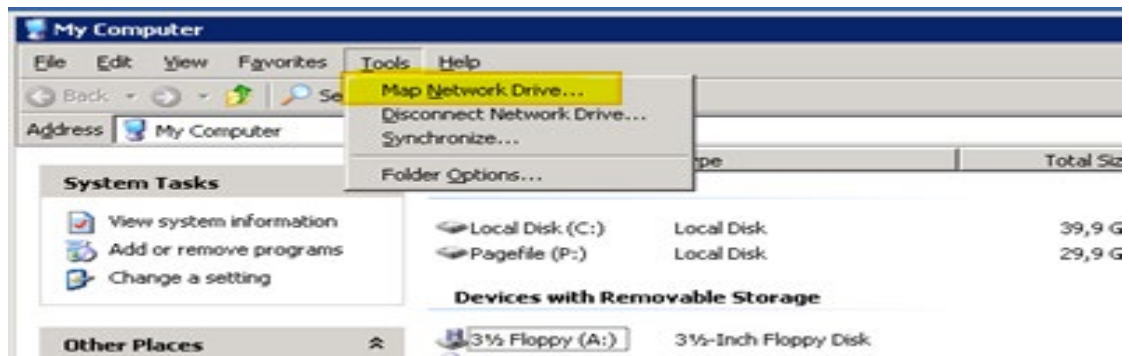 My Computer
File Edit View Favorites Tools Help
Back Se
Map Network Drive...
Disconnect Network Drive...
Synchronize...
Folder Options...
Address My Computer
pe Total Siz
System Tasks
View system information
Add or remove programs
Change a setting
Local Disk (C:) Local Disk 39,9 G
Pagefile (P:) Local Disk 29,9 G
Devices with Removable Storage
3½ Floppy (A:) 3½-Inch Floppy Disk
Other Places